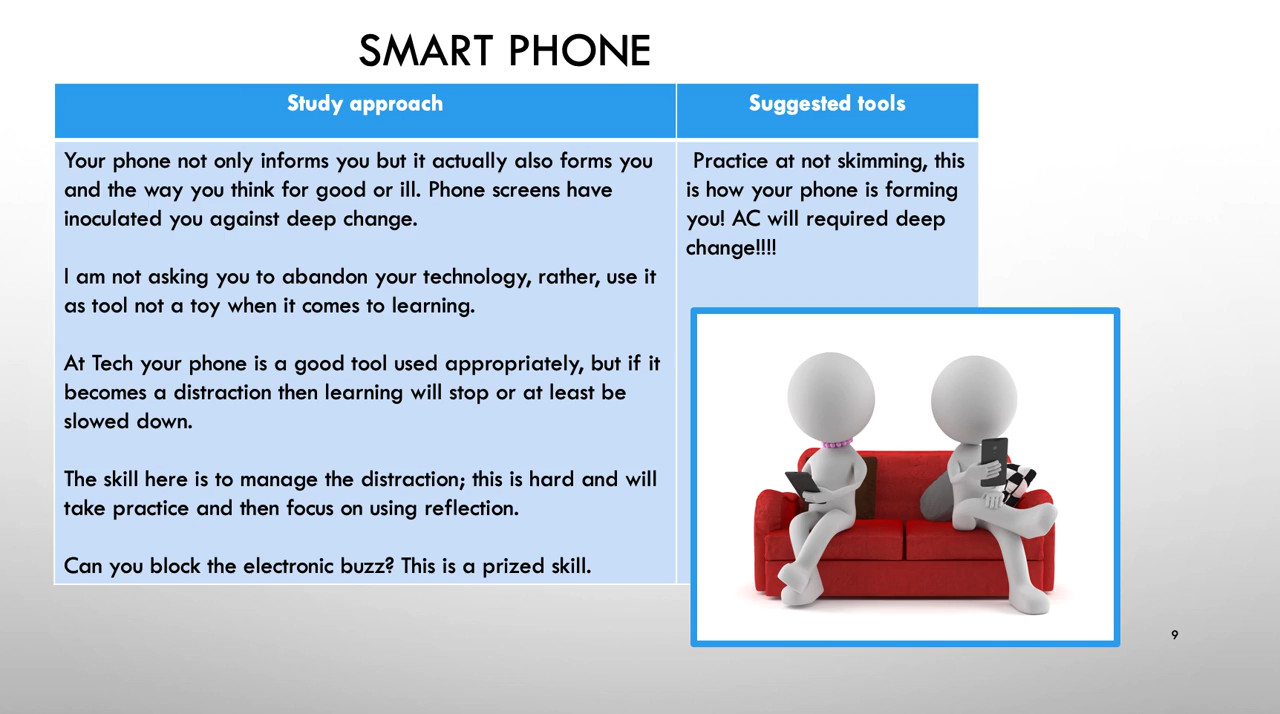 SMART PHONE
Study approach
Suggested tools
Your phone not only informs you but it actually also forms you
and the way you think for good or ill. Phone screens have
inoculated you against deep change.
I am not asking you to abandon your technology, rather, use it
as tool not a toy when it comes to learning.
At Tech your phone is a good tool used appropriately, but if it
becomes a distraction then learning will stop or at least be
slowed down.
The skill here is to manage the distraction; this is hard and will
take practice and then focus on using reflection.
Can you block the electronic buzz? This is a prized skill.
Practice at not skimming, this
is how your phone is forming
you! AC will required deep
change!!!!
9